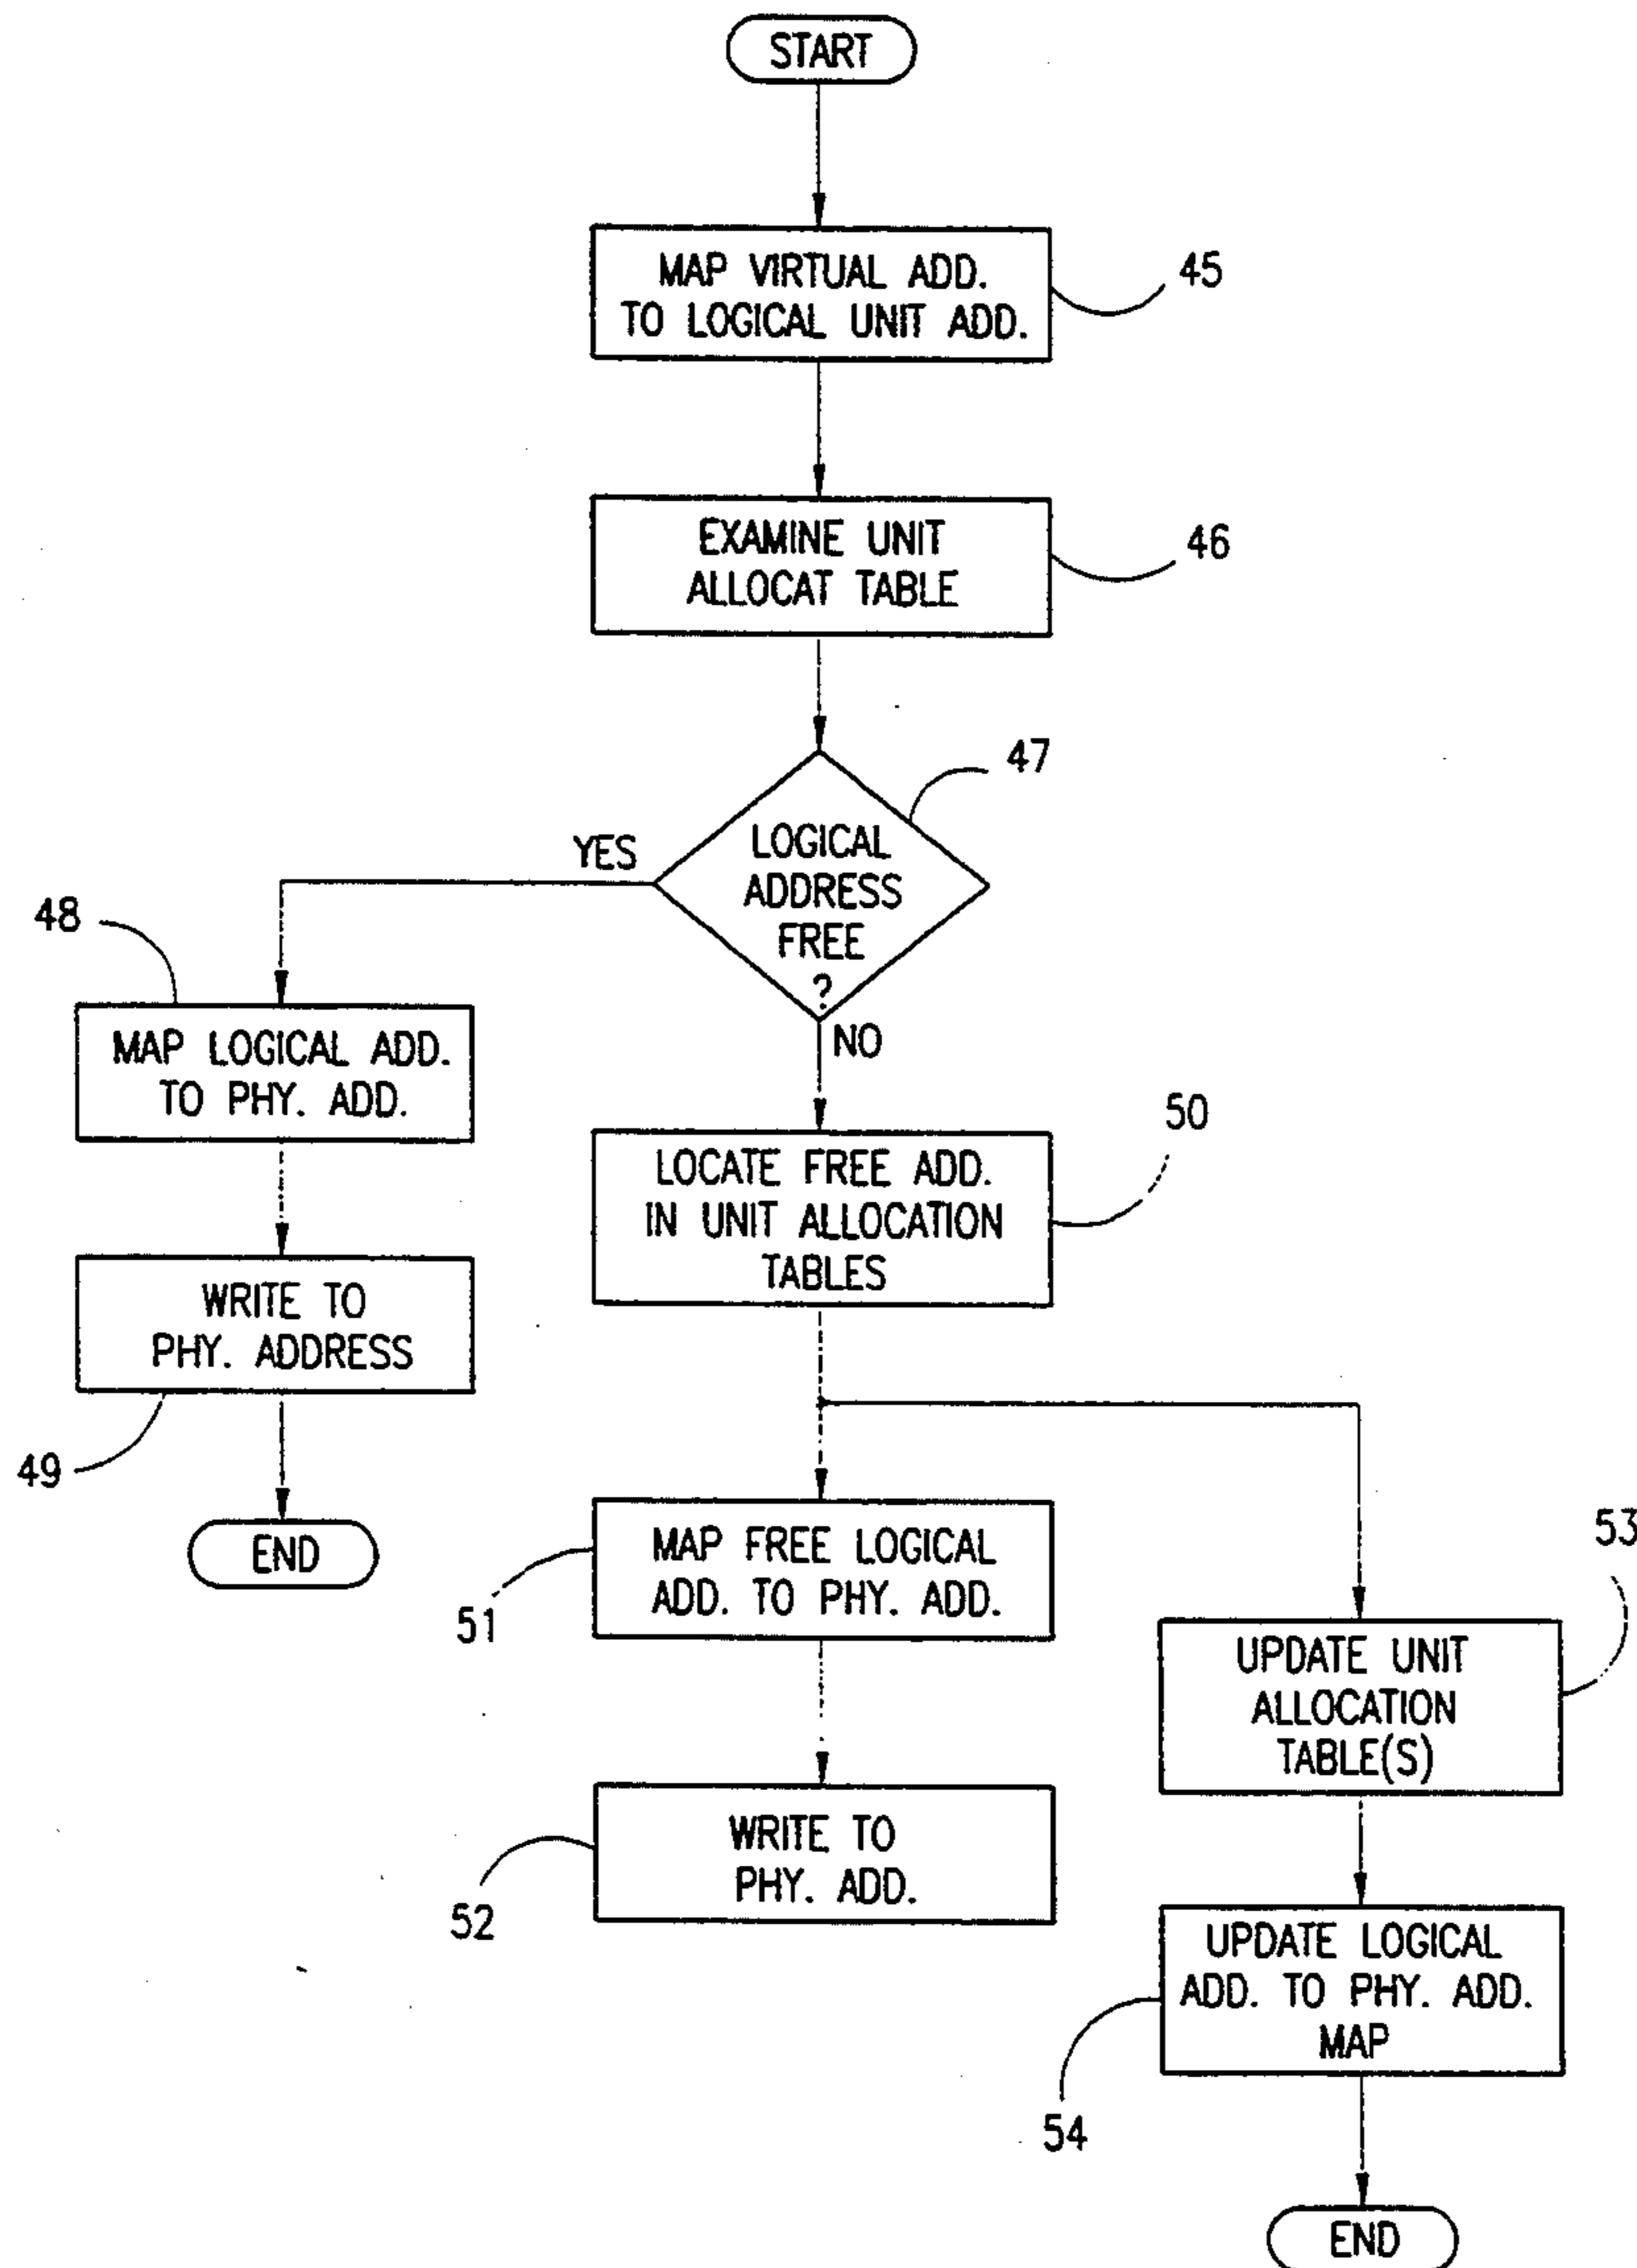 START
MAP VIRTUAL ADD.
TO LOGICAL UNIT ADD.
45
EXAMINE UNIT
ALLOCAT TABLE
46
47
LOGICAL
ADDRESS
FREE
?
YES
NO
48
MAP LOGICAL ADD.
TO PHY. ADD.
WRITE TO
PHY. ADDRESS
49
END
50
LOCATE FREE ADD.
IN UNIT ALLOCATION
TABLES
MAP FREE LOGICAL
ADD. TO PHY. ADD.
51
WRITE TO
PHY. ADD.
52
53
UPDATE UNIT
ALLOCATION
TABLE(S)
UPDATE LOGICAL
ADD. TO PHY. ADD.
MAP
54
END